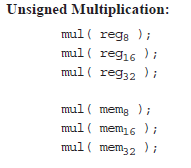 Unsigned Multiplication:
mul ( reg8 );
mul ( reg16 );
mul ( reg32 );
mul ( mem8 );
mul ( mem16 );
mul ( mem32 );